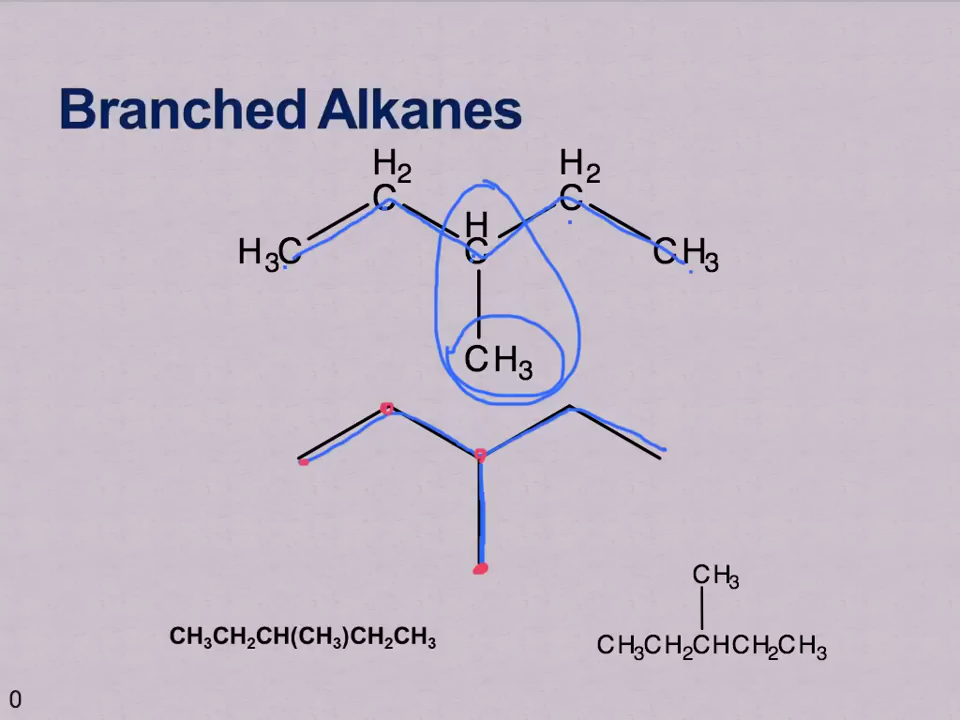 Branched Alkanes
H₂ H₂
C C
H
H₃C C CH₃
CH₃
CH₃
CH₃CH₂CH(CH₃)CH₂CH₃
CH₃CH₂CHCH₂CH₃
0